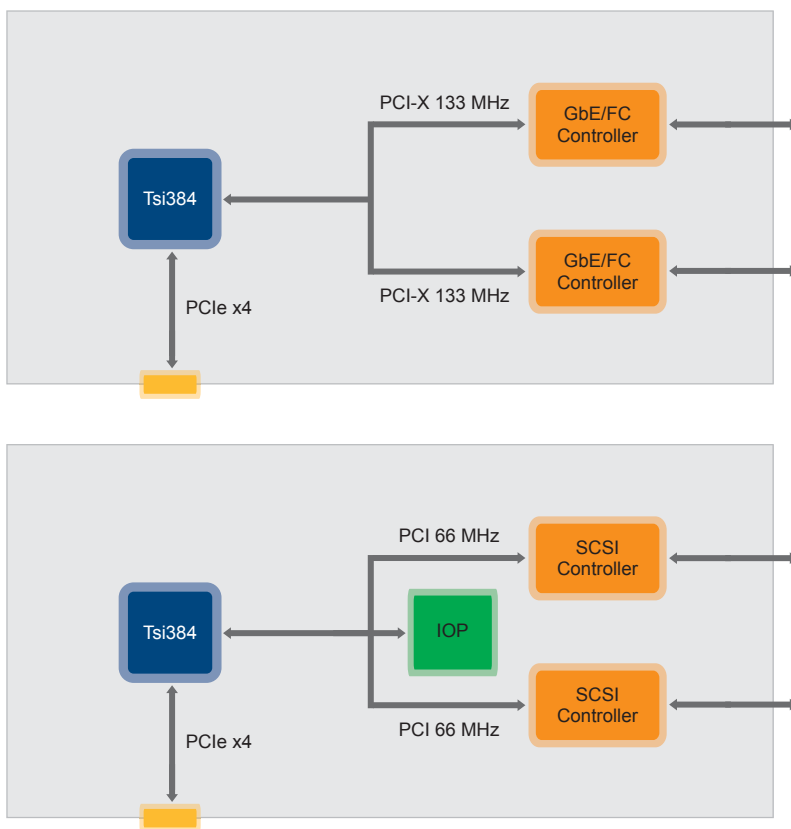 PCI-X 133 MHz
GbE/FC
Controller
Tsi384
GbE/FC
Controller
PCI-X 133 MHz
PCIe x4
PCI 66 MHz
SCSI
Controller
Tsi384
IOP
SCSI
Controller
PCI 66 MHz
PCIe x4